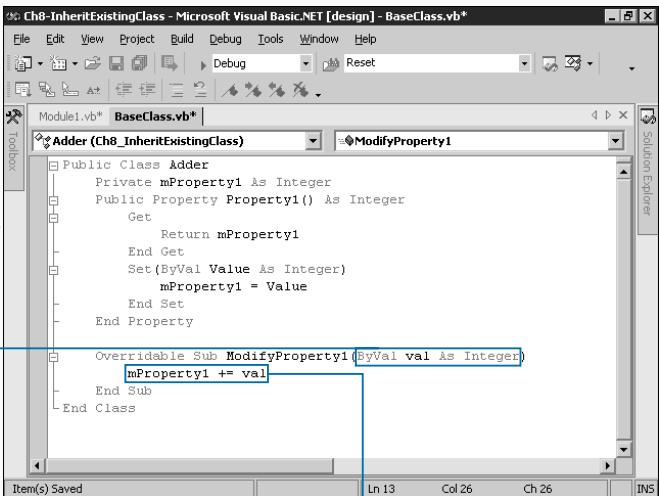 Ch8-InheritExistingClass - Microsoft Visual Basic.NET [design] - BaseClass.vb*
File Edit View Project Build Debug Tools Window Help
Debug Reset
Module1.vb* BaseClass.vb*
Toolbox
Solution Explorer
Adder (Ch8_InheritExistingClass) ModifyProperty1
Public Class Adder
Private mProperty1 As Integer
Public Property Property1() As Integer
Get
Return mProperty1
End Get
Set(ByVal Value As Integer)
mProperty1 = Value
End Set
End Property
Overridable Sub ModifyProperty1(ByVal val As Integer)
mProperty1 += val
End Sub
End Class
Item(s) Saved Ln 13 Col 26 Ch 26 INS